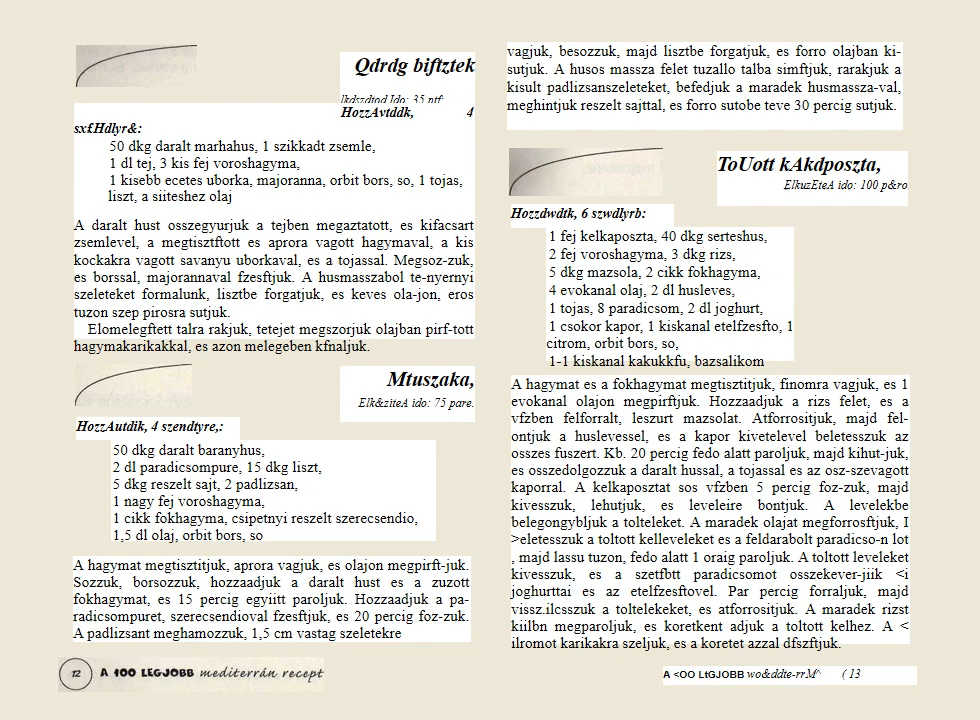 Qdrdg biftztek
HozzAvtddk, 4
sxf.Hdlyr&:
50 dkg daralt marhahus, 1 szikkadt zsemle,
1 dl tej, 3 kis fej voroshagyma,
1 kisebb ecetes uborka, majoranna, orbit bors, so, 1 tojas,
liszt, a siiteshez olaj
A daralt hust osszegyurjuk a tejben megaztatott, es kifacsart
zsemlevel, a megtisztftott es aprora vagott hagymaval, a kis
kockakra vagott savanyu uborkaval, es a tojassal. Megsoz-zuk,
es borssal, majorannaval fzesftjuk. A husmasszabol te-nyernyi
szeleteket formalunk, lisztbe forgatjuk, es keves ola-jon, eros
tuzon szep pirosra sutjuk.
Elomelegftett talra rakjuk, tetejet megszorjuk olajban pirf-tott
hagymakarikakkal, es azon melegeben kfnaljuk.
Mtuszaka,
Elk&ziteA ido: 75 pare.
HozzAutdik, 4 szendtyre,:
50 dkg daralt baranyhus,
2 dl paradicsompure, 15 dkg liszt,
5 dkg reszelt sajt, 2 padlizsan,
1 nagy fej voroshagyma,
1 cikk fokhagyma, csipetnyi reszelt szerecsendio,
1,5 dl olaj, orbit bors, so
A hagymat megtisztitjuk, aprora vagjuk, es olajon megpirft-juk.
Sozzuk, borsozzuk, hozzaadjuk a daralt hust es a zuzott
fokhagymat, es 15 percig egyiitt paroljuk. Hozzaadjuk a pa-
radicsompuret, szerecsendioval fzesftjuk, es 20 percig foz-zuk.
A padlizsant meghamozzuk, 1,5 cm vastag szeletekre
12 A 100 LEGJOBB mediterrán recept
vagjuk, besozzuk, majd lisztbe forgatjuk, es forro olajban ki-
sutjuk. A husos massza felet tuzallo talba simftjuk, rarakjuk a
kisult padlizsanszeleteket, befedjuk a maradek husmassza-val,
meghintjuk reszelt sajttal, es forro sutobe teve 30 percig sutjuk.
ToUott kAkdposzta,
ElkuzEteA ido: 100 p&ro
Hozzdwdtk, 6 szwdlyrb:
1 fej kelkaposzta, 40 dkg serteshus,
2 fej voroshagyma, 3 dkg rizs,
5 dkg mazsola, 2 cikk fokhagyma,
4 evokanal olaj, 2 dl husleves,
1 tojas, 8 paradicsom, 2 dl joghurt,
1 csokor kapor, 1 kiskanal etelfzesfto, 1
citrom, orbit bors, so,
1-1 kiskanal kakukkfu, bazsalikom
A hagymat es a fokhagymat megtisztitjuk, finomra vagjuk, es 1
evokanal olajon megpirftjuk. Hozzaadjuk a rizs felet, es a
vfzben felforralt, leszurt mazsolat. Atforrositjuk, majd fel-
ontjuk a huslevessel, es a kapor kivetelevel beletesszuk az
osszes fuszert. Kb. 20 percig fedo alatt paroljuk, majd kihut-juk,
es osszedolgozzuk a daralt hussal, a tojassal es az osz-szevagott
kaporral. A kelkaposztat sos vfzben 5 percig foz-zuk, majd
kivesszuk, lehutjuk, es leveleire bontjuk. A levelekbe
belegongybljuk a tolteleket. A maradek olajat megforrosftjuk, I
>eletesszuk a toltott kelleveleket es a feldarabolt paradicso-n lot
, majd lassu tuzon, fedo alatt 1 oraig paroljuk. A toltott leveleket
kivesszuk, es a szetfbtt paradicsomot osszekever-jiik <i
joghurttai es az etelfzesftovel. Par percig forraljuk, majd
vissz.ilcsszuk a toltelekeket, es atforrositjuk. A maradek rizst
kiilbn megparoljuk, es koretkent adjuk a toltott kelhez. A <
ilromot karikakra szeljuk, es a koretet azzal dfszftjuk.
A <OO LtGJOBB wo&ddte-rrM^ ( 13